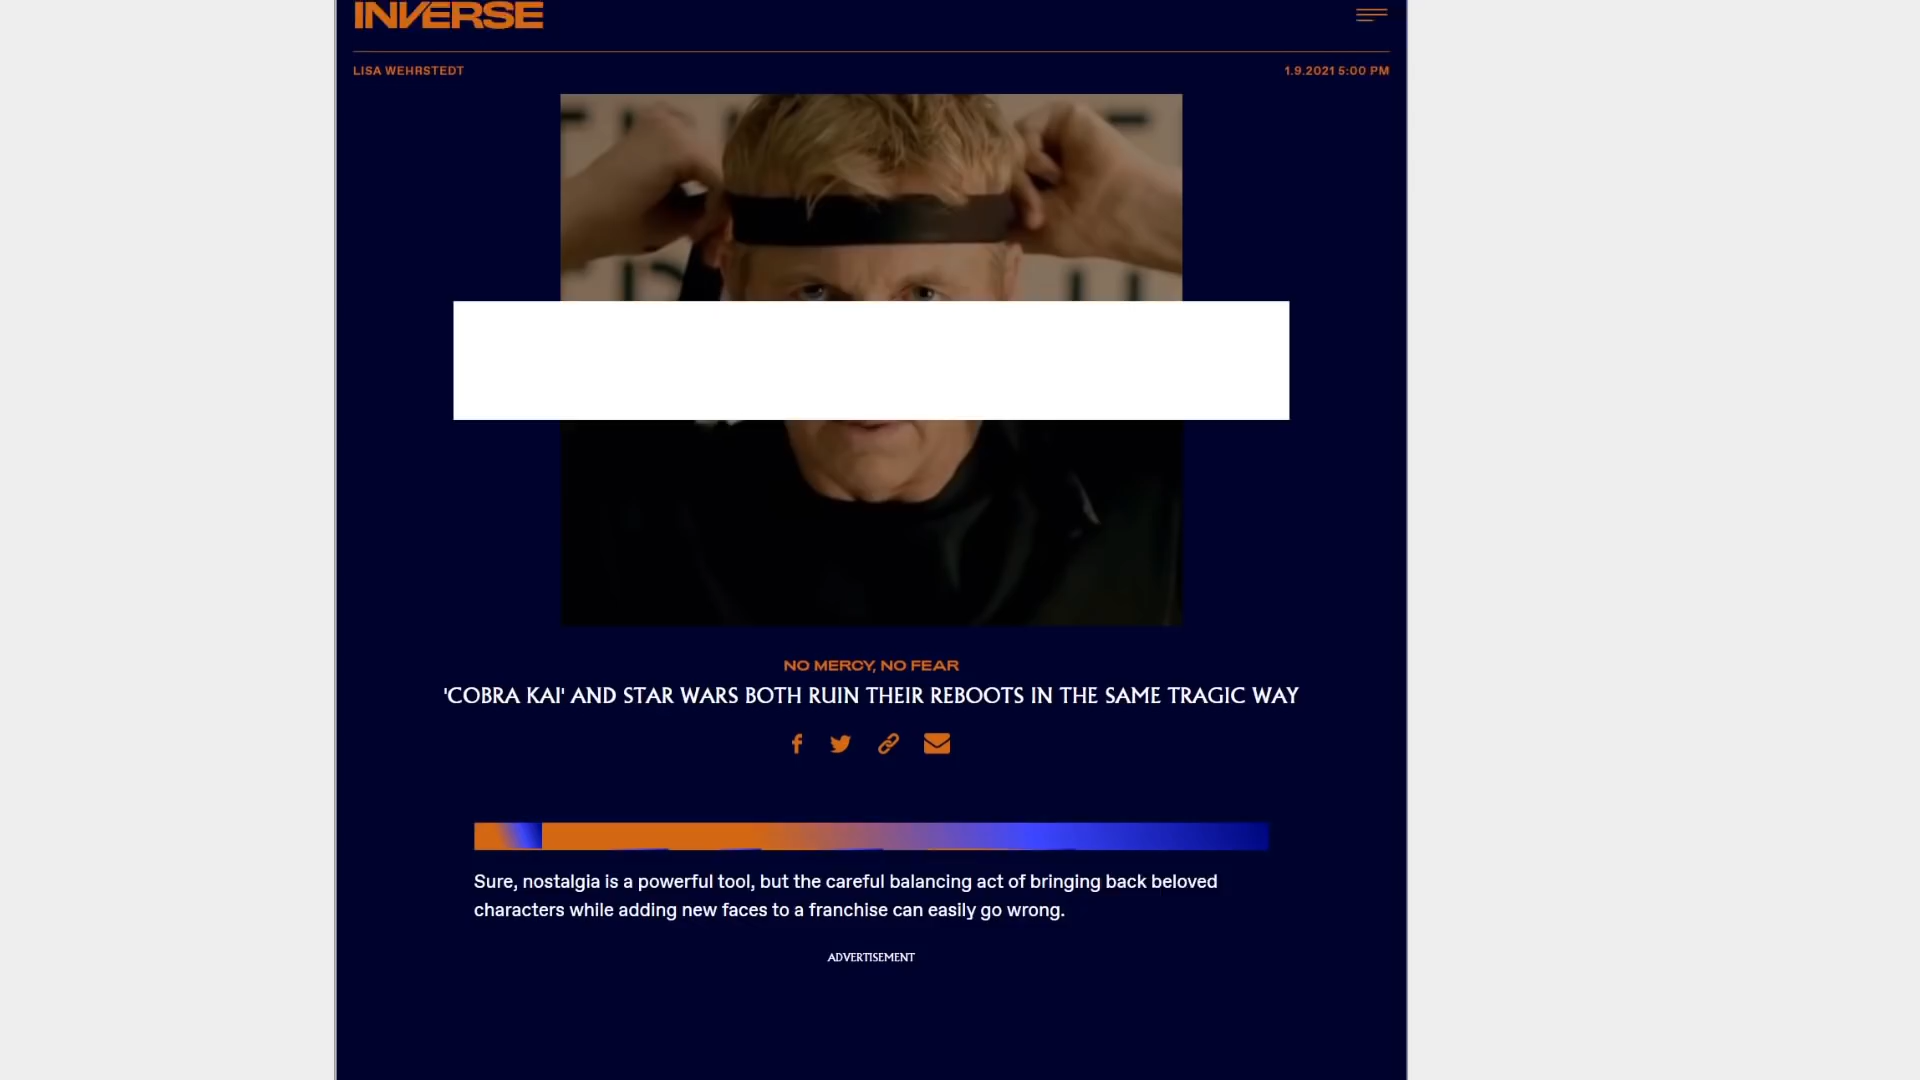 INVERSE
LISA WEHRSTEDT
1.9.2021 5:00 PM
NO MERCY, NO FEAR
'COBRA KAI' AND STAR WARS BOTH RUIN THEIR REBOOTS IN THE SAME TRAGIC WAY
Sure, nostalgia is a powerful tool, but the careful balancing act of bringing back beloved
characters while adding new faces to a franchise can easily go wrong.
ADVERTISEMENT